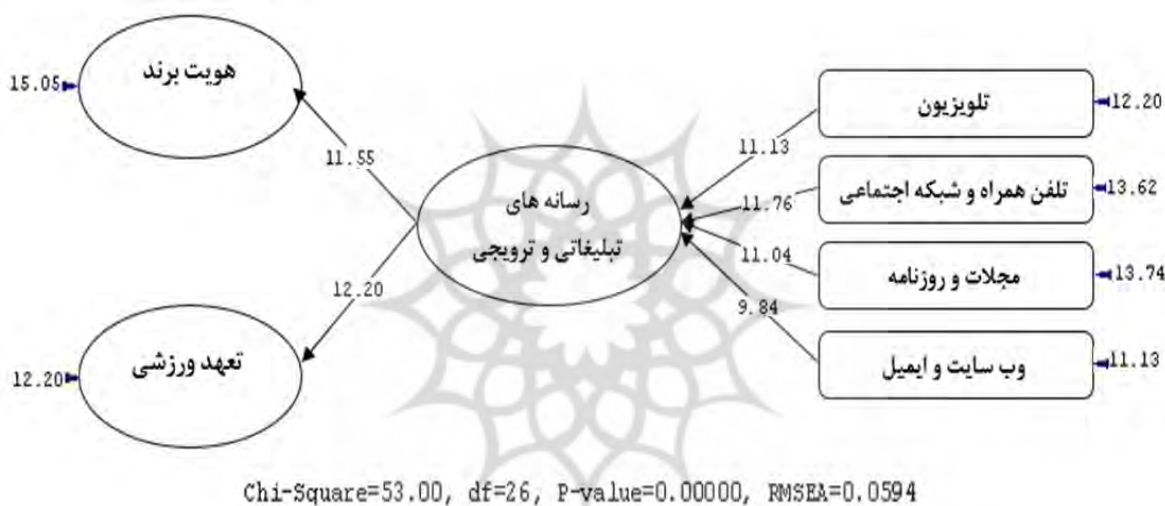 هویت برند
15.05
11.55
رسانه های
تبلیغاتی و ترویجی
12.20
تعهد ورزشی
12.20
تلویزیون
12.20
11.13
تلفن همراه و شبکه اجتماعی
13.62
11.76
مجلات و روزنامه
13.74
11.04
وب سایت و ایمیل
11.13
9.84
Chi-Square=53.00, df=26, P-value=0.00000, RMSEA=0.0594